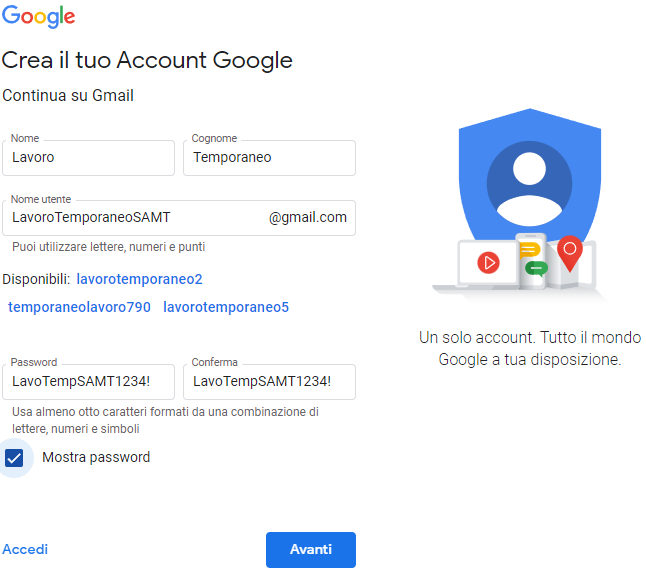 Google
Crea il tuo Account Google
Continua su Gmail
Nome
Cognome
Lavoro
Temporaneo
Nome utente
LavoroTemporaneoSAMT @gmail.com
Puoi utilizzare lettere, numeri e punti
Disponibili: lavorotemporaneo2
temporaneolavoro790 lavorotemporaneo5
Password
Conferma
LavoTempSAMT1234!
LavoTempSAMT1234!
Usa almeno otto caratteri formati da una combinazione di
lettere, numeri e simboli
Mostra password
Accedi
Avanti
Un solo account. Tutto il mondo
Google a tua disposizione.